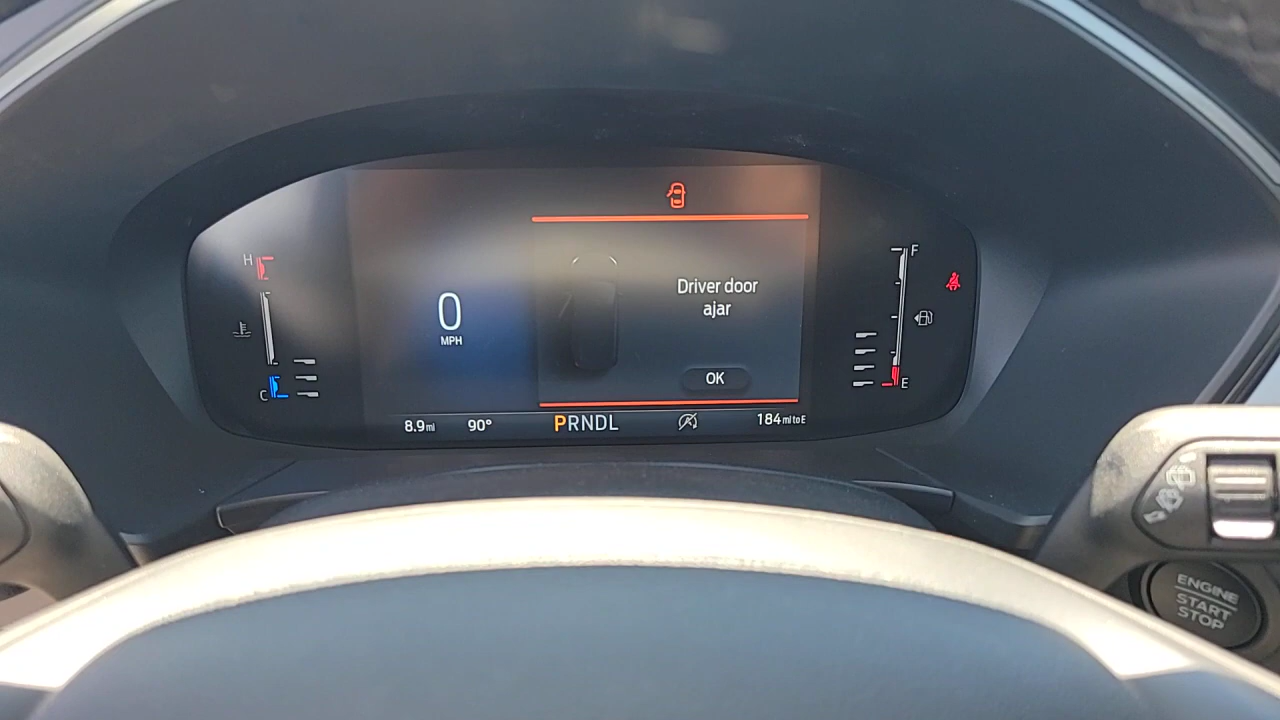 H
C
0
MPH
Driver door
ajar
OK
F
E
8.9 mi
90°
PRNDL
184 mi to E
ENGINE
START
STOP